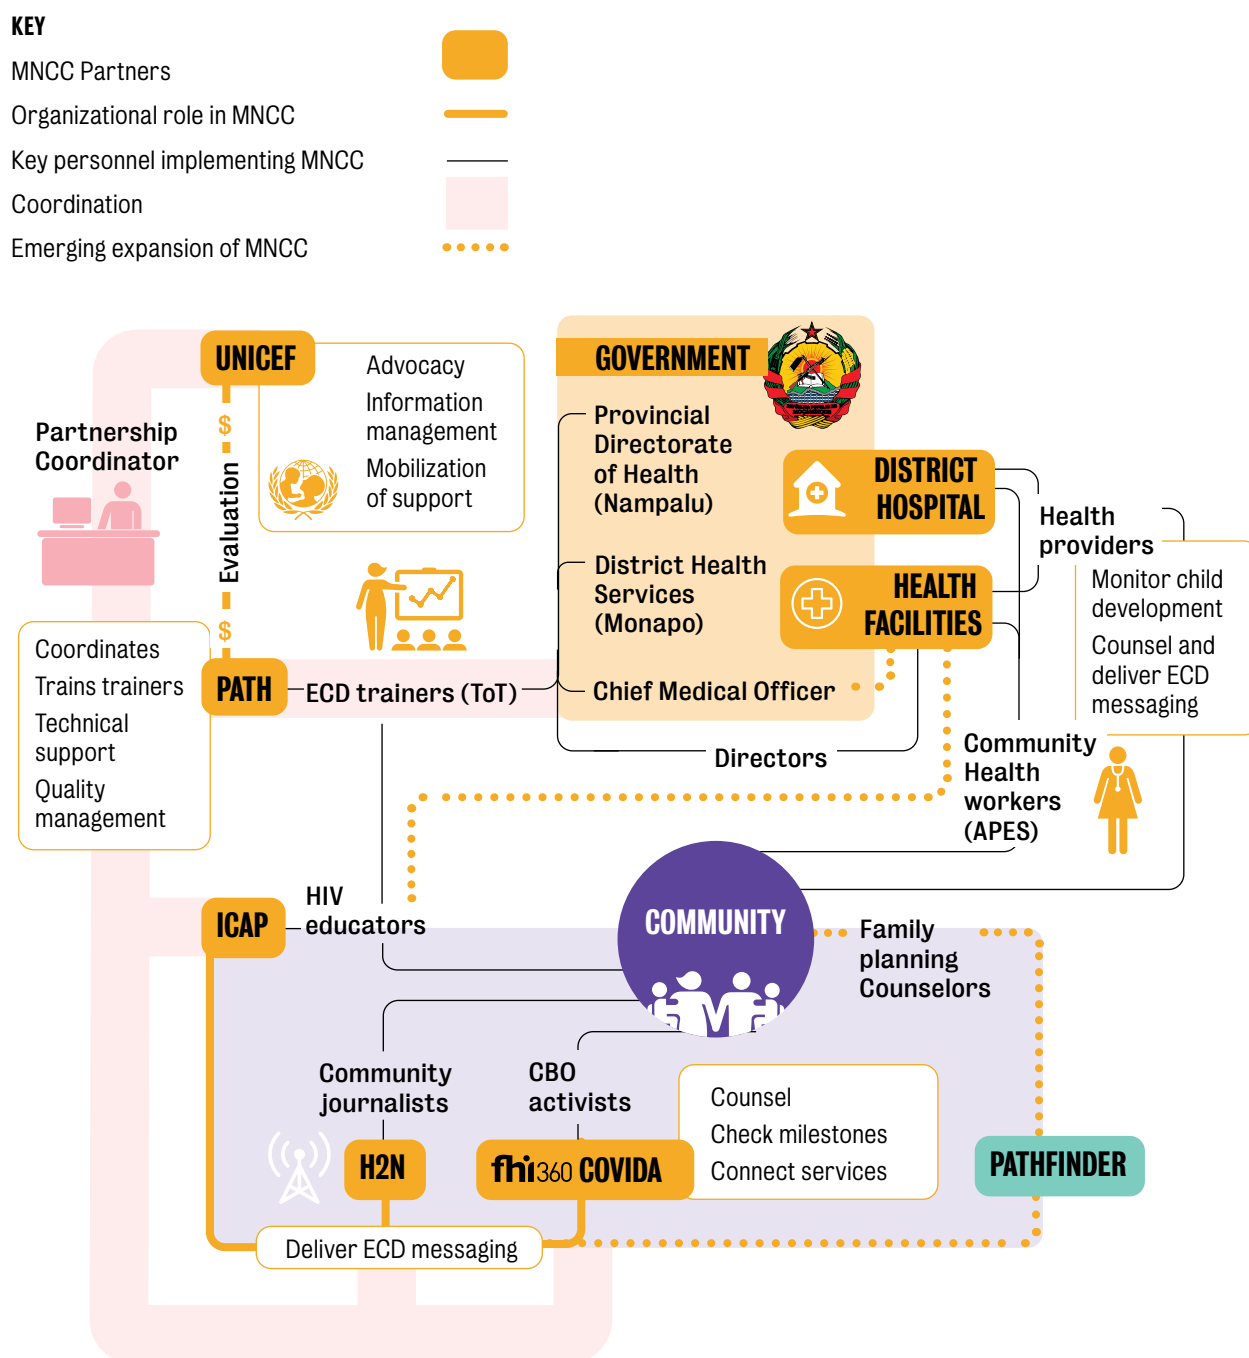 KEY
MNCC Partners
Organizational role in MNCC
Key personnel implementing MNCC
Coordination
Emerging expansion of MNCC
UNICEF
Advocacy
Information
management
Mobilization
of support
Partnership
Coordinator
$
Evaluation
$
GOVERNMENT
Provincial
Directorate
of Health
(Nampalu)
District Health
Services
(Monapo)
Chief Medical Officer
DISTRICT
HOSPITAL
HEALTH
FACILITIES
Health
providers
Monitor child
development
Counsel and
deliver ECD
messaging
Coordinates
Trains trainers
Technical
support
Quality
management
PATH
ECD trainers (ToT)
Directors
Community
Health
workers
(APES)
ICAP
HIV
educators
COMMUNITY
Family
planning
Counselors
Community
journalists
CBO
activists
Counsel
Check milestones
Connect services
H2N
fhi360 COVIDA
PATHFINDER
Deliver ECD messaging